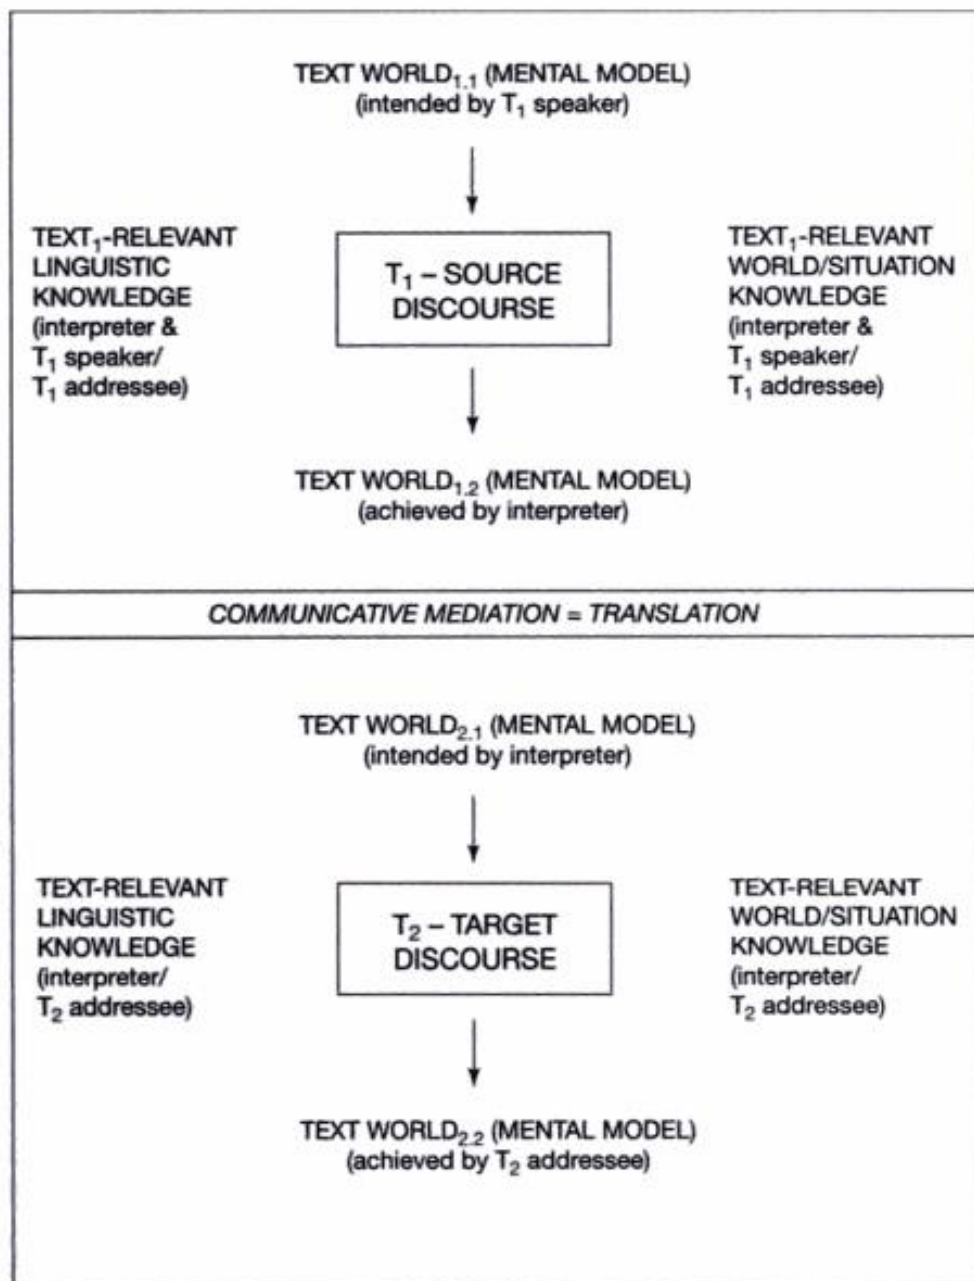 TEXT WORLD₁.₁ (MENTAL MODEL)
(intended by T₁ speaker)
TEXT₁-RELEVANT
LINGUISTIC
KNOWLEDGE
(interpreter &
T₁ speaker/
T₁ addressee)
T₁ – SOURCE
DISCOURSE
TEXT₁-RELEVANT
WORLD/SITUATION
KNOWLEDGE
(interpreter &
T₁ speaker/
T₁ addressee)
TEXT WORLD₁.₂ (MENTAL MODEL)
(achieved by interpreter)
COMMUNICATIVE MEDIATION = TRANSLATION
TEXT WORLD₂.₁ (MENTAL MODEL)
(intended by interpreter)
TEXT-RELEVANT
LINGUISTIC
KNOWLEDGE
(interpreter/
T₂ addressee)
T₂ – TARGET
DISCOURSE
TEXT-RELEVANT
WORLD/SITUATION
KNOWLEDGE
(interpreter/
T₂ addressee)
TEXT WORLD₂.₂ (MENTAL MODEL)
(achieved by T₂ addressee)